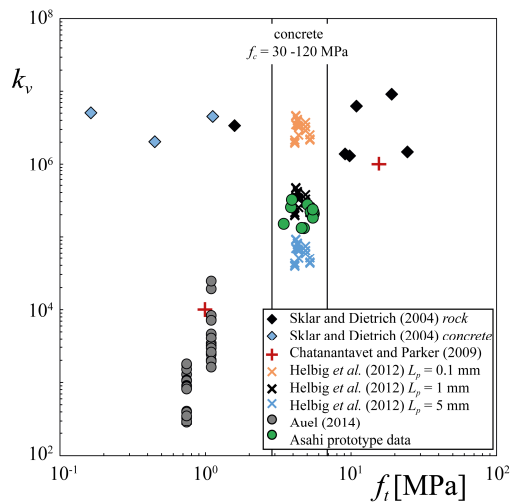 concrete
f_c = 30 -120 MPa
k_v
10^8
10^6
10^4
10^2
Sklar and Dietrich (2004) rock
Sklar and Dietrich (2004) concrete
Chatanantavet and Parker (2009)
Helbig et al. (2012) L_p = 0.1 mm
Helbig et al. (2012) L_p = 1 mm
Helbig et al. (2012) L_p = 5 mm
Auel (2014)
Asahi prototype data
10^-1 10^0 10^1 10^2
f_t [MPa]